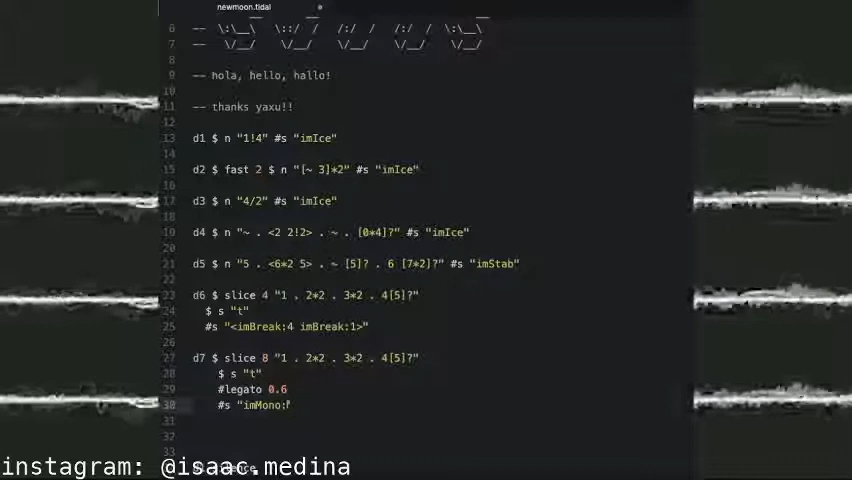 newmoon.tidal
6 -- \:\__\ \::/ / /:/ / /:/ / \:\__\
7 -- \/__/ \/__/ \/__/ \/__/ \/__/
8
9 -- hola, hello, hallo!
10
11 -- thanks yaxu!!
12
13 d1 $ n "1!4" #s "imIce"
14
15 d2 $ fast 2 $ n "[~ 3]*2" #s "imIce"
16
17 d3 $ n "4/2" #s "imIce"
18
19 d4 $ n "~ . <2 2!2> . ~ . [0*4]?" #s "imIce"
20
21 d5 $ n "5 . <6*2 5> . ~ [5]? . 6 [7*2]?" #s "imStab"
22
23 d6 $ slice 4 "1 . 2*2 . 3*2 . 4[5]?"
24 $ s "t"
25 #s "<imBreak:4 imBreak:1>"
26
27 d7 $ slice 8 "1 . 2*2 . 3*2 . 4[5]?"
28 $ s "t"
29 #legato 0.6
30 #s "imMono:"
31
32
33
instagram: @isaac.medina